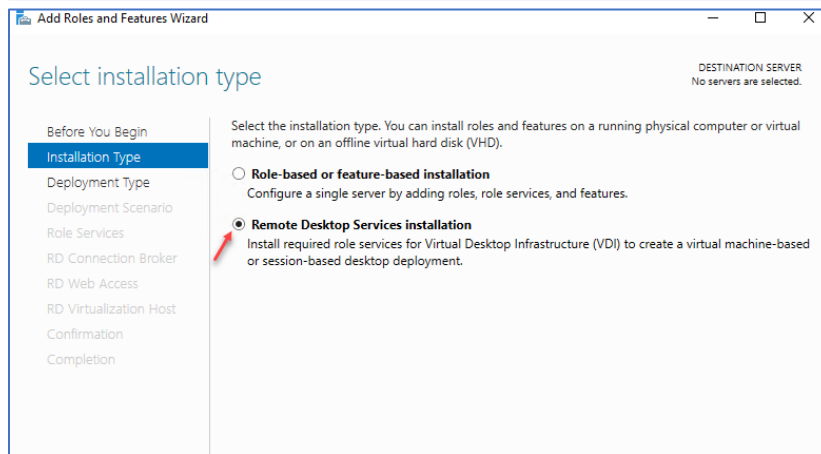 Add Roles and Features Wizard
Select installation type
DESTINATION SERVER
No servers are selected.
Before You Begin
Installation Type
Deployment Type
Deployment Scenario
Role Services
RD Connection Broker
RD Web Access
RD Virtualization Host
Confirmation
Completion
Select the installation type. You can install roles and features on a running physical computer or virtual
machine, or on an offline virtual hard disk (VHD).
Role-based or feature-based installation
Configure a single server by adding roles, role services, and features.
Remote Desktop Services installation
Install required role services for Virtual Desktop Infrastructure (VDI) to create a virtual machine-based
or session-based desktop deployment.